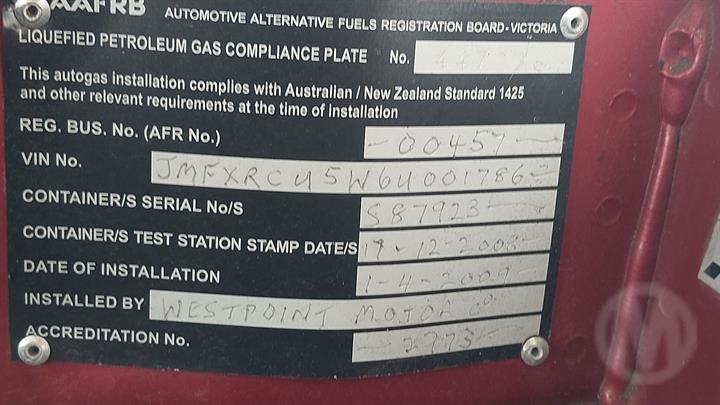 AAFRB AUTOMOTIVE ALTERNATIVE FUELS REGISTRATION BOARD-VICTORIA
LIQUEFIED PETROLEUM GAS COMPLIANCE PLATE No.
This autogas installation complies with Australian / New Zealand Standard 1425
and other relevant requirements at the time of installation
REG. BUS. No. (AFR No.) -00457-
VIN No. JMFXRCU5W6U001786
CONTAINER/S SERIAL No/S S87923
CONTAINER/S TEST STATION STAMP DATE/S 17-12-2008
DATE OF INSTALLATION 1-4-2009
INSTALLED BY WESTPOINT MOTOR
ACCREDITATION No. -2773-